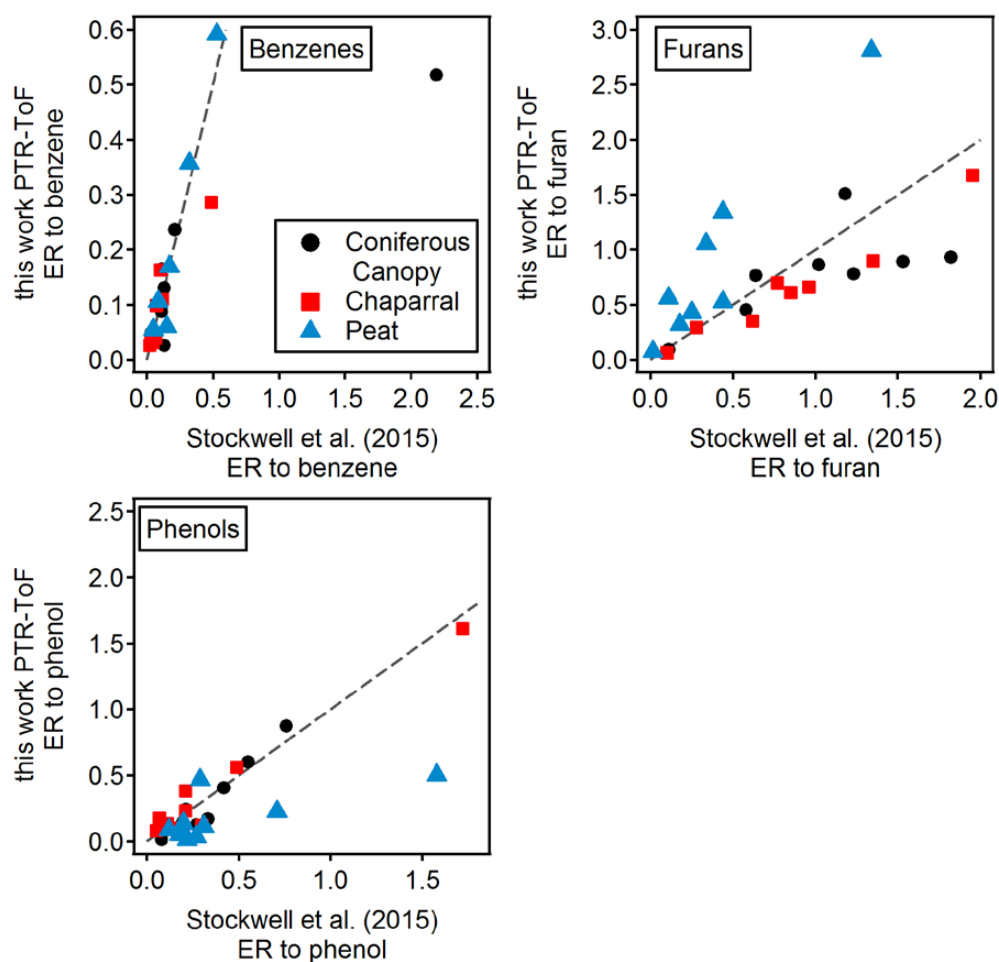 Benzenes
this work PTR-ToF
ER to benzene
0.6
0.5
0.4
0.3
0.2
0.1
0.0
Coniferous
Canopy
Chaparral
Peat
0.0 0.5 1.0 1.5 2.0 2.5
Stockwell et al. (2015)
ER to benzene
Furans
this work PTR-ToF
ER to furan
3.0
2.5
2.0
1.5
1.0
0.5
0.0
0.0 0.5 1.0 1.5 2.0
Stockwell et al. (2015)
ER to furan
Phenols
this work PTR-ToF
ER to phenol
2.5
2.0
1.5
1.0
0.5
0.0
0.0 0.5 1.0 1.5
Stockwell et al. (2015)
ER to phenol